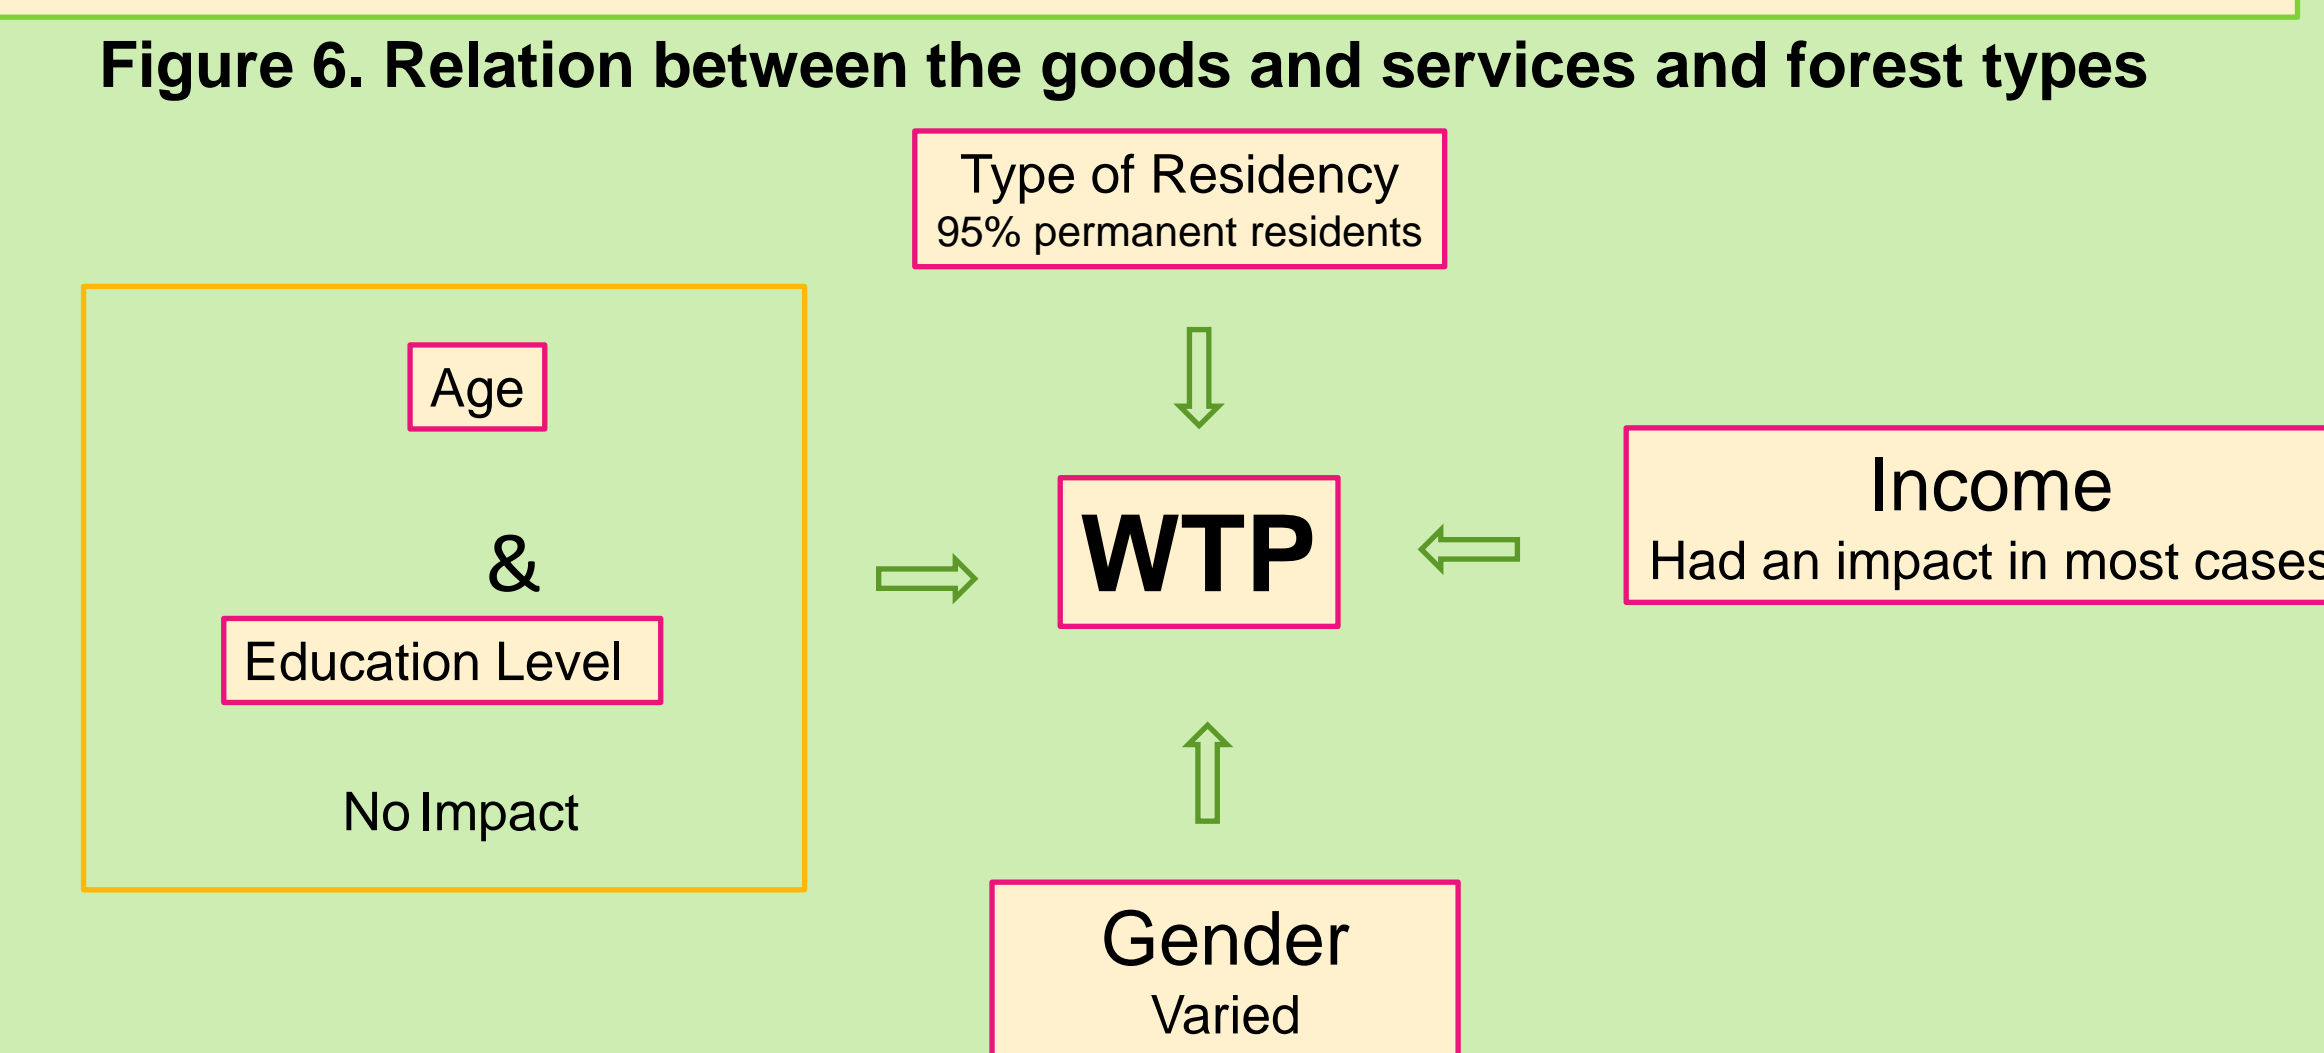 Figure 6. Relation between the goods and services and forest types
Type of Residency
95% permanent residents
Age
&
Education Level
No Impact
WTP
Income
Had an impact in most cases
Gender
Varied